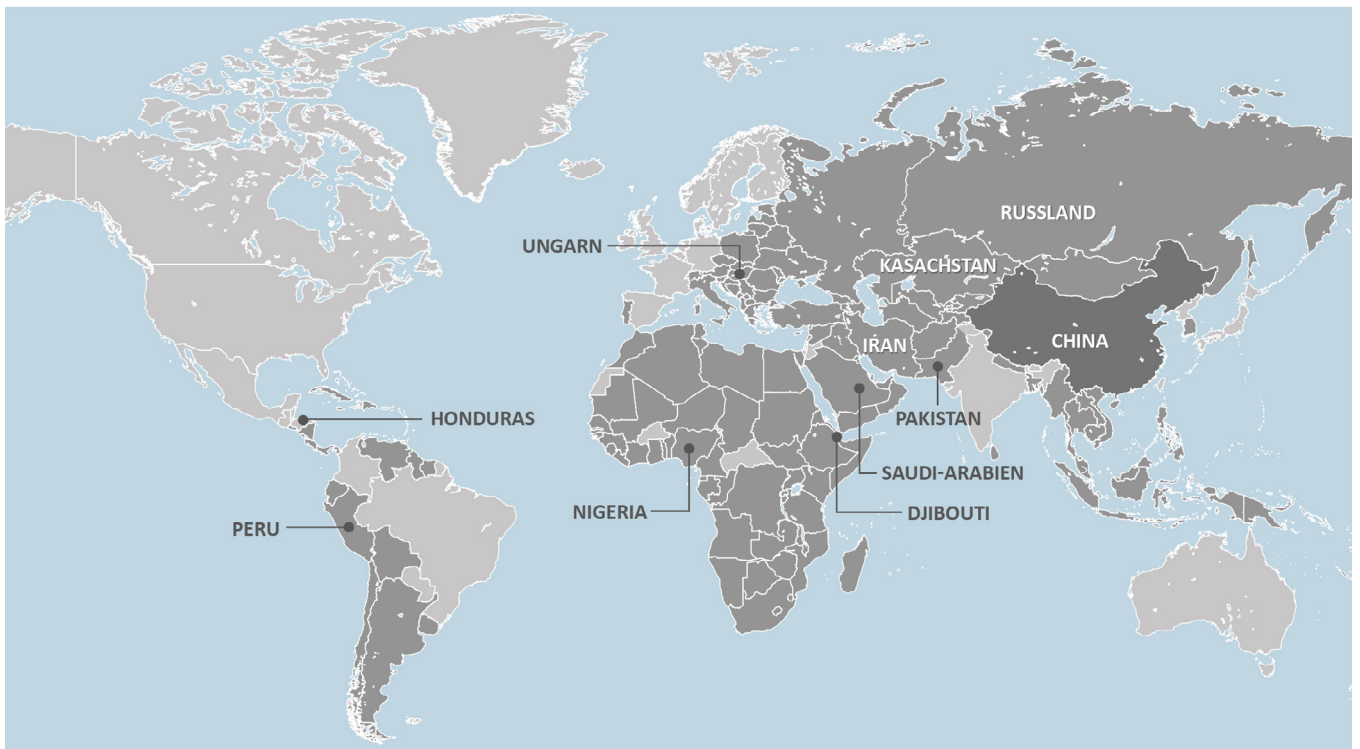 RUSSLAND
UNGARN
KASACHSTAN
CHINA
IRAN
HONDURAS
PAKISTAN
SAUDI-ARABIEN
NIGERIA
DJIBOUTI
PERU